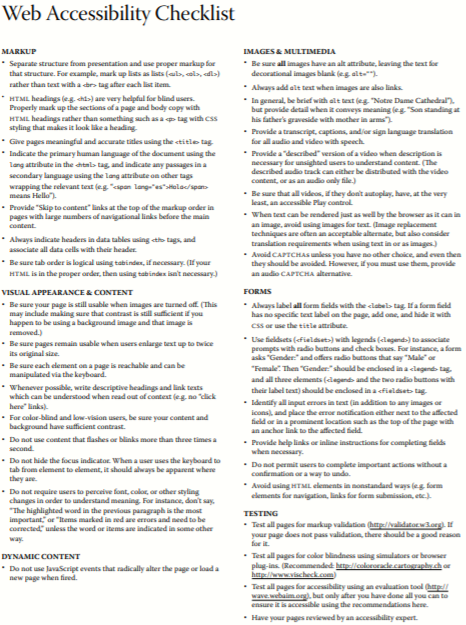 Web Accessibility Checklist
MARKUP
• Separate structure from presentation and use proper markup for
that structure. For example, mark up lists as lists (<ul>, <ol>, <dl>)
rather than text with a <br> tag after each list item.
• HTML headings (e.g. <h1>) are very helpful for blind users.
Properly mark up the sections of a page and body copy with
HTML headings rather than something such as a <p> tag with CSS
styling that makes it look like a heading.
• Give pages meaningful and accurate titles using the <title> tag.
• Indicate the primary human language of the document using the
lang attribute in the <html> tag, and indicate any passages in a
secondary language using the lang attribute on other tags
wrapping the relevant text (e.g. "<span lang="es">Hola</span>
means Hello").
• Provide "Skip to content" links at the top of the markup order in
pages with large numbers of navigational links before the main
content.
• Always indicate headers in data tables using <th> tags, and
associate all data cells with their header.
• Be sure tab order is logical using tabindex, if necessary. (If your
HTML is in the proper order, then using tabindex isn't necessary.)
VISUAL APPEARANCE & CONTENT
• Be sure your page is still usable when images are turned off. (This
may include making sure that contrast is still sufficient if you
happen to be using a background image and that image is
removed.)
• Be sure pages remain usable when users enlarge text up to twice
its original size.
• Be sure each element on a page is reachable and can be
manipulated via the keyboard.
• Whenever possible, write descriptive headings and link texts
which can be understood when read out of context (e.g. no "click
here" links).
• For color-blind and low-vision users, be sure your content and
background have sufficient contrast.
• Do not use content that flashes or blinks more than three times a
second.
• Do not hide the focus indicator. When a user uses the keyboard to
tab from element to element, it should always be apparent where
they are.
• Do not require users to perceive font, color, or other styling
changes in order to understand meaning. For instance, don't say,
"The highlighted word in the previous paragraph is the most
important," or "Items marked in red are errors and need to be
corrected," unless the word or items are indicated in some other
way.
DYNAMIC CONTENT
• Do not use JavaScript events that radically alter the page or load a
new page when fired.
IMAGES & MULTIMEDIA
• Be sure all images have an alt attribute, leaving the text for
decorational images blank (e.g. alt="").
• Always add alt text when images are also links.
• In general, be brief with alt text (e.g. "Notre Dame Cathedral"),
but provide detail when it conveys meaning (e.g. "Son standing at
his father's graveside with mother in arms").
• Provide a transcript, captions, and/or sign language translation
for all audio and video with speech.
• Provide a "described" version of a video when description is
necessary for unsighted users to understand content. (The
described audio track can either be distributed with the video
content, or as an audio only file.)
• Be sure that all videos, if they don't autoplay, have, at the very
least, an accessible Play control.
• When text can be rendered just as well by the browser as it can in
an image, avoid using images for text. (Image replacement
techniques are often an acceptable alternate, but also consider
translation requirements when using text in or as images.)
• Avoid CAPTCHAs unless you have no other choice, and even then
they should be avoided. However, if you must use them, provide
an audio CAPTCHA alternative.
FORMS
• Always label all form fields with the <label> tag. If a form field
has no specific text label on the page, add one, and hide it with
CSS or use the title attribute.
• Use fieldsets (<fieldset>) with legends (<legend>) to associate
prompts with radio buttons and check boxes. For instance, a form
asks "Gender:" and offers radio buttons that say "Male" or
"Female". Then "Gender:" should be enclosed in a <legend> tag,
and all three elements (<legend> and the two radio buttons with
their label text) should be enclosed in a <fieldset> tag.
• Identify all input errors in text (in addition to any images or
icons), and place the error notification either next to the affected
field or in a prominent location such as the top of the page with
an anchor link to the affected field.
• Provide help links or inline instructions for completing fields
when necessary.
• Do not permit users to complete important actions without a
confirmation or a way to undo.
• Avoid using HTML elements in nonstandard ways (e.g. form
elements for navigation, links for form submission, etc.).
TESTING
• Test all pages for markup validation (http://validator.w3.org). If
your page does not pass validation, there should be a good reason
for it.
• Test all pages for color blindness using simulators or browser
plug-ins. (Recommended: http://colororacle.cartography.ch or
http://www.vischeck.com)
• Test all pages for accessibility using an evaluation tool (http://
wave.webaim.org), but only after you have done all you can to
ensure it is accessible using the recommendations here.
• Have your pages reviewed by an accessibility expert.